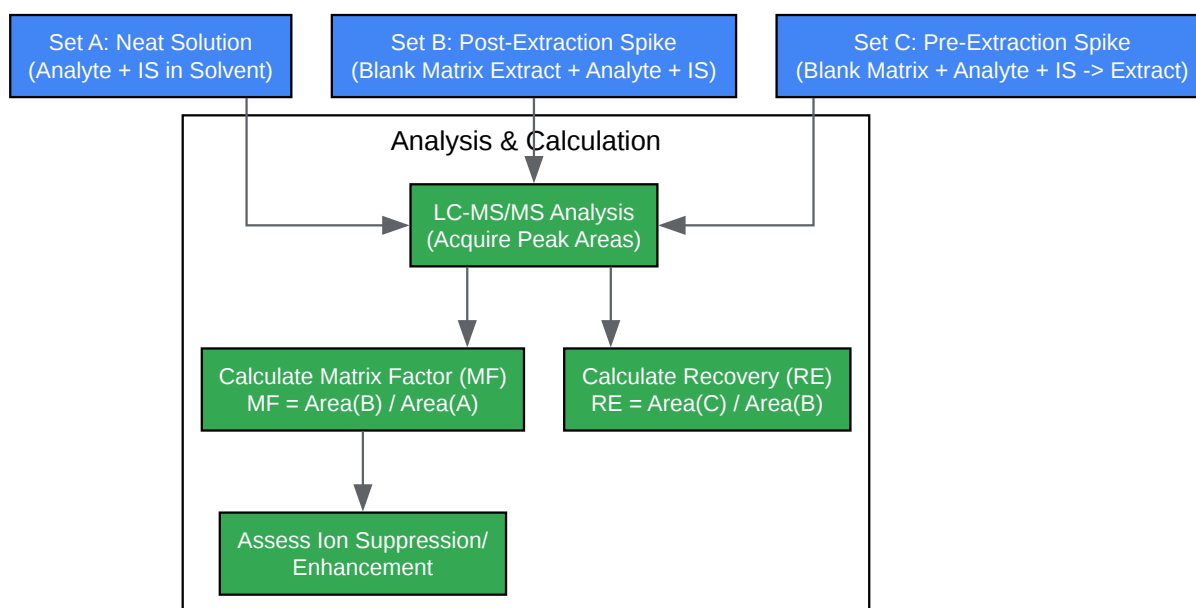 Set A: Neat Solution
(Analyte + IS in Solvent)
Set B: Post-Extraction Spike
(Blank Matrix Extract + Analyte + IS)
Set C: Pre-Extraction Spike
(Blank Matrix + Analyte + IS -> Extract)
Analysis & Calculation
LC-MS/MS Analysis
(Acquire Peak Areas)
Calculate Matrix Factor (MF)
MF = Area(B) / Area(A)
Calculate Recovery (RE)
RE = Area(C) / Area(B)
Assess Ion Suppression/
Enhancement